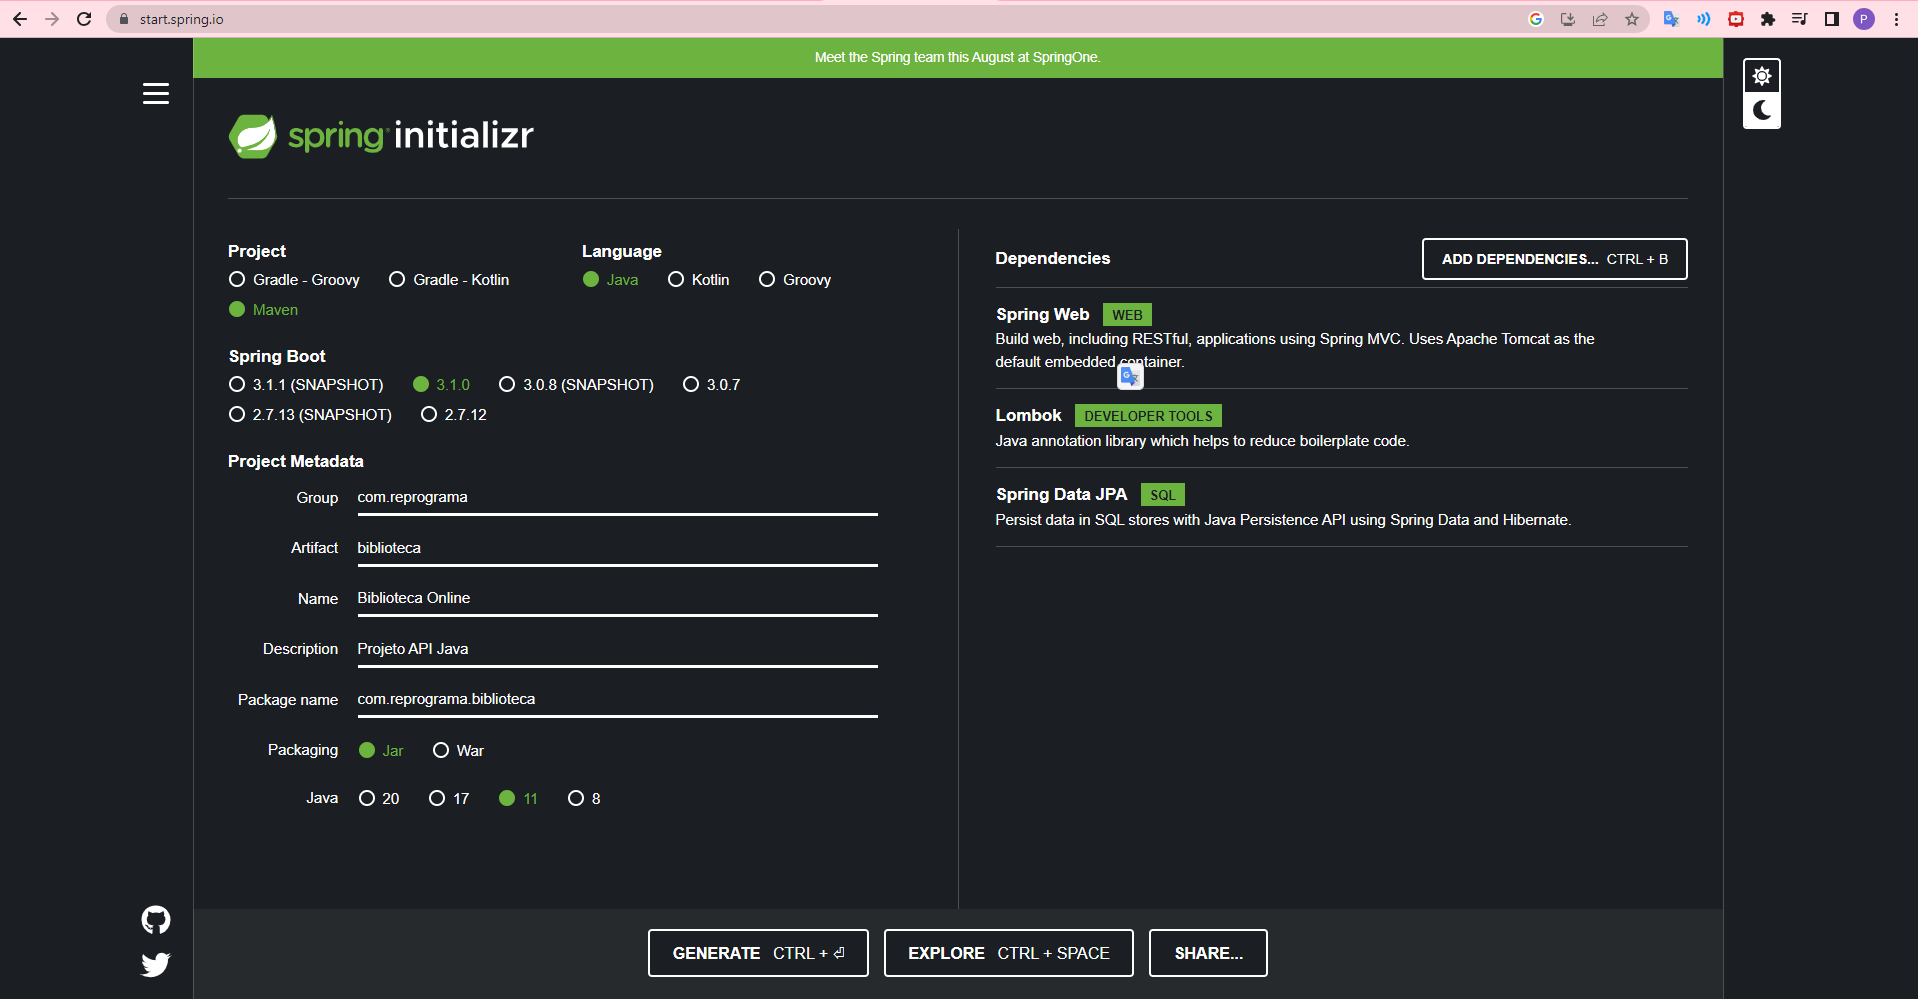 start.spring.io
P
Meet the Spring team this August at SpringOne.
spring initializr
Project
Gradle - Groovy Gradle - Kotlin
Maven
Language
Java Kotlin Groovy
Spring Boot
3.1.1 (SNAPSHOT) 3.1.0 3.0.8 (SNAPSHOT) 3.0.7
2.7.13 (SNAPSHOT) 2.7.12
Project Metadata
Group com.reprograma
Artifact biblioteca
Name Biblioteca Online
Description Projeto API Java
Package name com.reprograma.biblioteca
Packaging Jar War
Java 20 17 11 8
Dependencies ADD DEPENDENCIES... CTRL + B
Spring Web WEB
Build web, including RESTful, applications using Spring MVC. Uses Apache Tomcat as the
default embedded container.
Lombok DEVELOPER TOOLS
Java annotation library which helps to reduce boilerplate code.
Spring Data JPA SQL
Persist data in SQL stores with Java Persistence API using Spring Data and Hibernate.
GENERATE CTRL + ⏎ EXPLORE CTRL + SPACE SHARE...